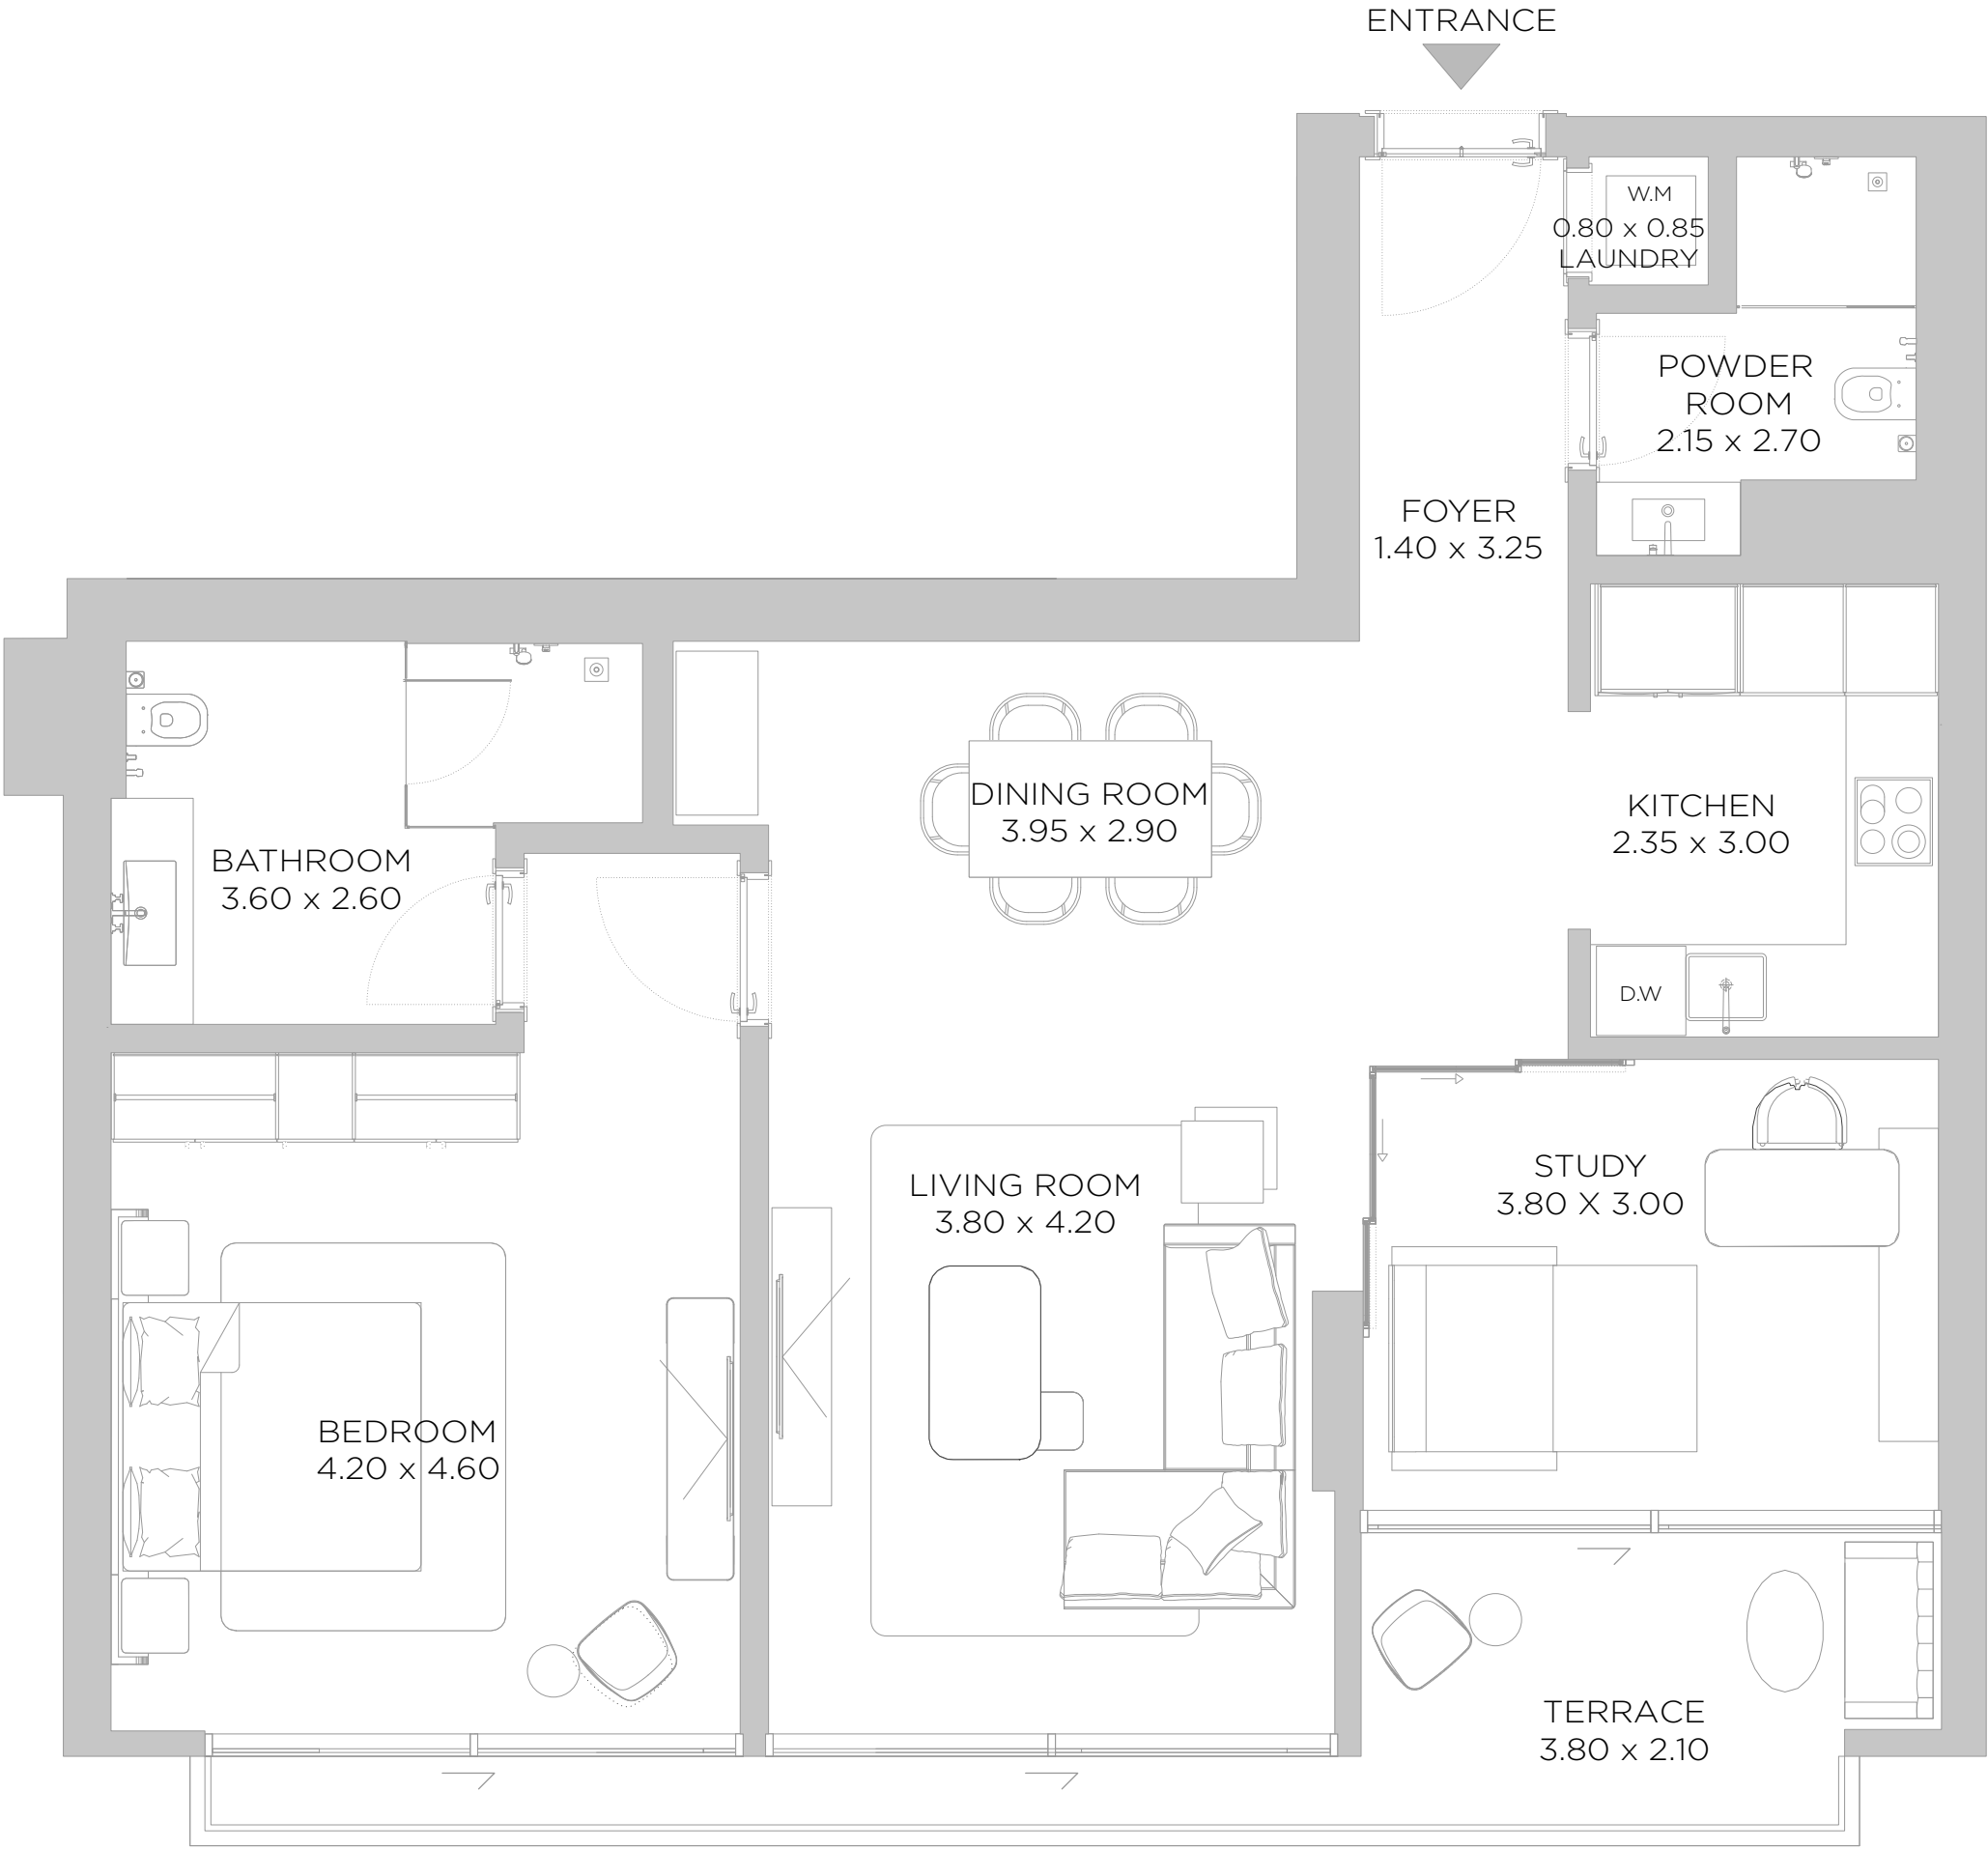 ENTRANCE
W.M
0.80 x 0.85
LAUNDRY
POWDER
ROOM
2.15 x 2.70
FOYER
1.40 x 3.25
DINING ROOM
3.95 x 2.90
KITCHEN
2.35 x 3.00
BATHROOM
3.60 x 2.60
D.W
LIVING ROOM
3.80 x 4.20
STUDY
3.80 X 3.00
BEDROOM
4.20 x 4.60
TERRACE
3.80 x 2.10